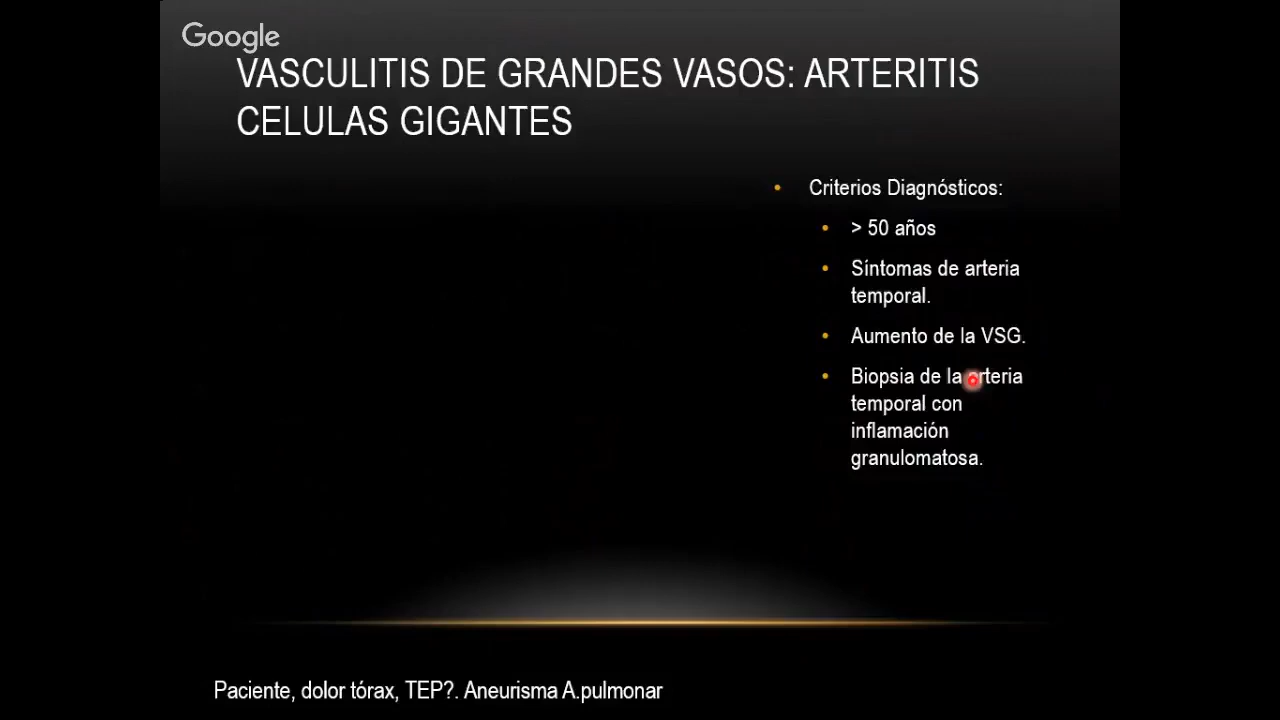 Google
VASCULITIS DE GRANDES VASOS: ARTERITIS
CELULAS GIGANTES
• Criterios Diagnósticos:
• > 50 años
• Síntomas de arteria
temporal.
• Aumento de la VSG.
• Biopsia de la arteria
temporal con
inflamación
granulomatosa.
Paciente, dolor tórax, TEP?. Aneurisma A.pulmonar